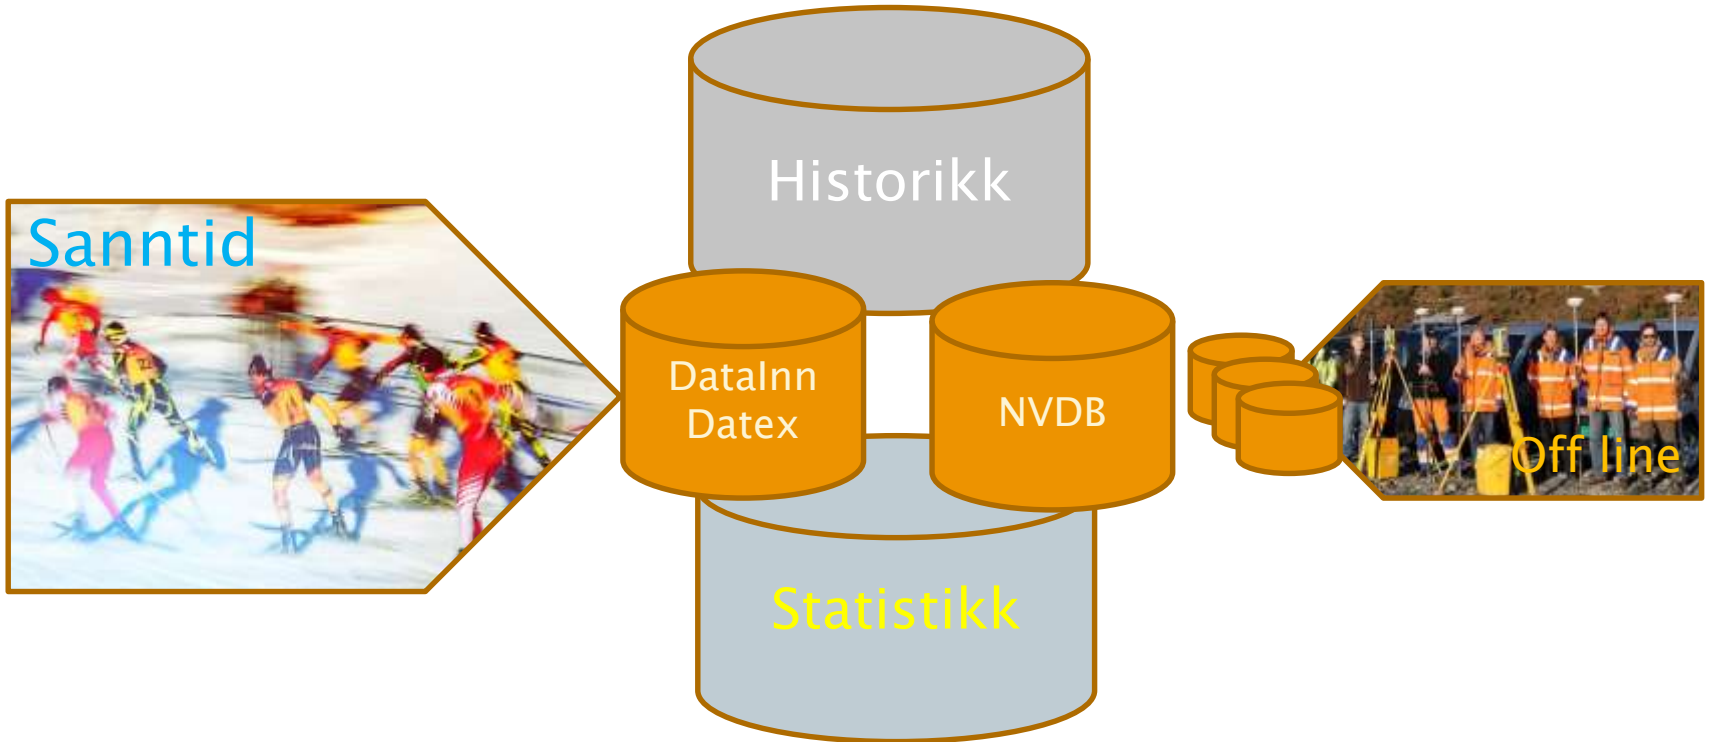 Historikk
Sanntid
DataInn
Datex
NVDB
Off line
Statistikk